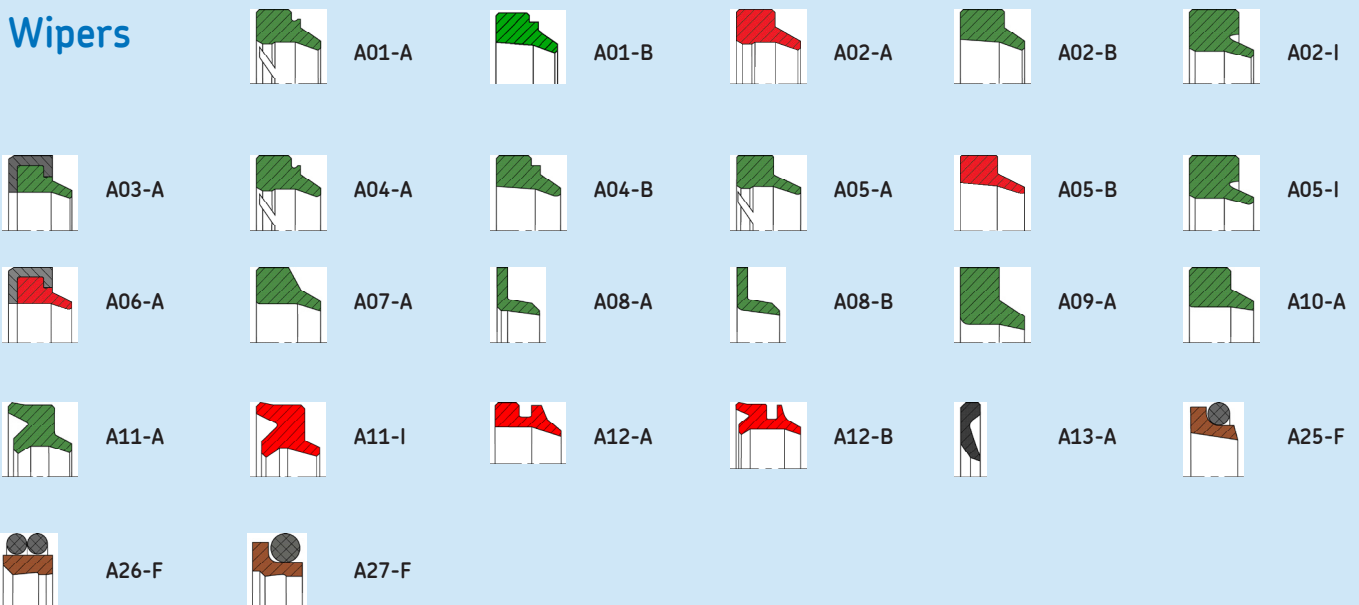 Wipers
A01-A A01-B A02-A A02-B A02-I
A03-A A04-A A04-B A05-A A05-B A05-I
A06-A A07-A A08-A A08-B A09-A A10-A
A11-A A11-I A12-A A12-B A13-A A25-F
A26-F A27-F